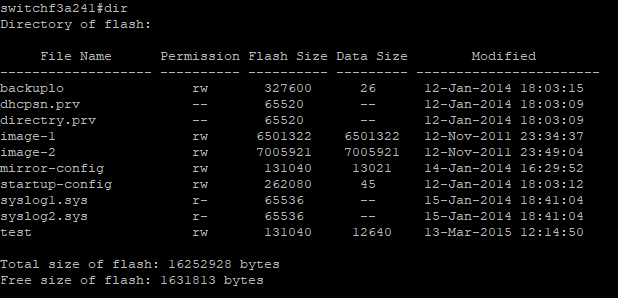 switchf3a241#dir
Directory of flash:
File Name Permission Flash Size Data Size Modified
------------------- ---------- ---------- --------- -----------------------
backuplo rw 327600 26 12-Jan-2014 18:03:15
dhcpsn.prv -- 65520 -- 12-Jan-2014 18:03:09
directry.prv -- 65520 -- 12-Jan-2014 18:03:09
image-1 rw 6501322 6501322 12-Nov-2011 23:34:37
image-2 rw 7005921 7005921 12-Nov-2011 23:49:04
mirror-config rw 131040 13021 14-Jan-2014 16:29:52
startup-config rw 262080 45 12-Jan-2014 18:03:12
syslog1.sys r- 65536 -- 15-Jan-2014 18:41:04
syslog2.sys r- 65536 -- 15-Jan-2014 18:41:04
test rw 131040 12640 13-Mar-2015 12:14:50
Total size of flash: 16252928 bytes
Free size of flash: 1631813 bytes